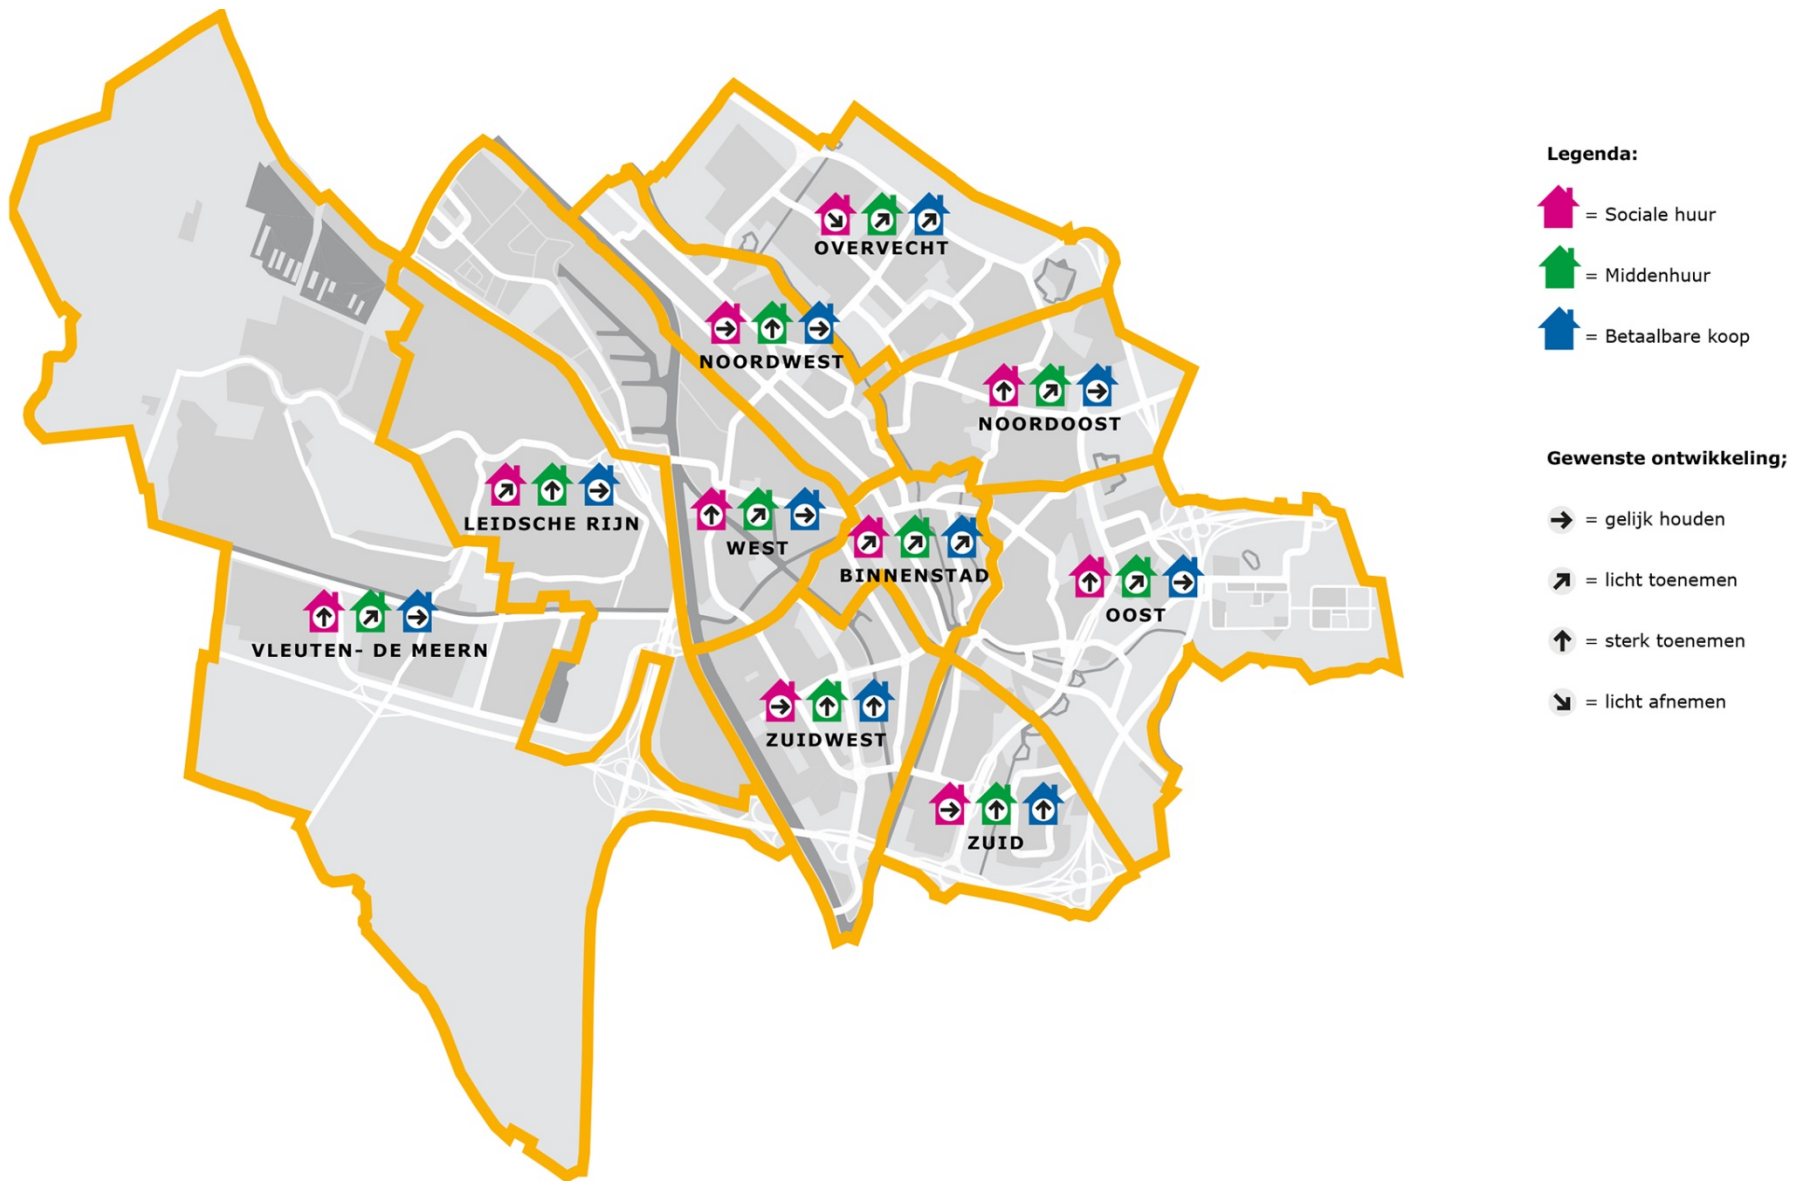 OVERVECHT
NOORDWEST
NOORDOOST
LEIDSCHE RIJN
WEST
BINNENSTAD
OOST
VLEUTEN- DE MEERN
ZUIDWEST
ZUID
Legenda:
= Sociale huur
= Middenhuur
= Betaalbare koop
Gewenste ontwikkeling;
= gelijk houden
= licht toenemen
= sterk toenemen
= licht afnemen